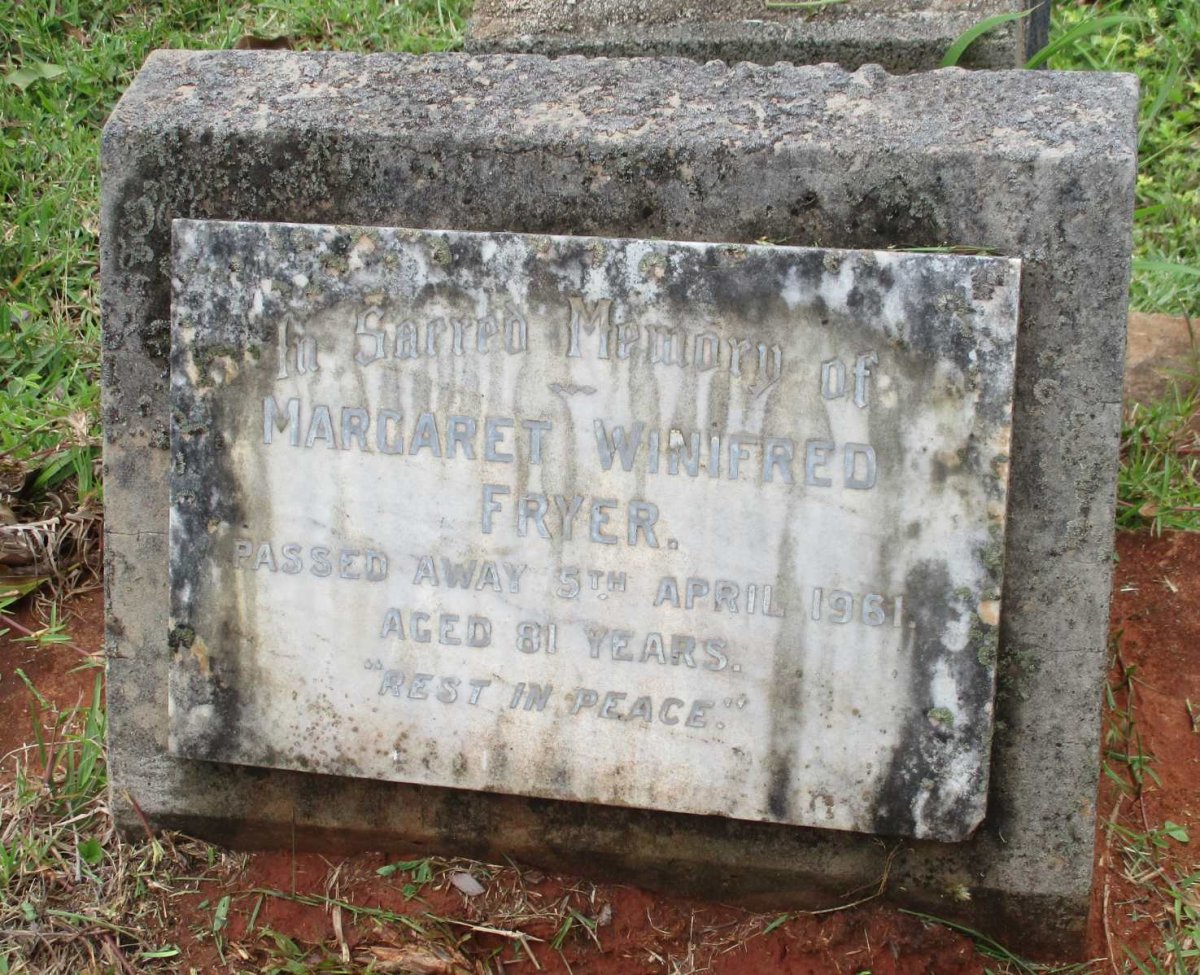 In Sacred Memory of
MARGARET WINIFRED
FRYER.
PASSED AWAY 5TH APRIL 1961.
AGED 81 YEARS.
"REST IN PEACE."